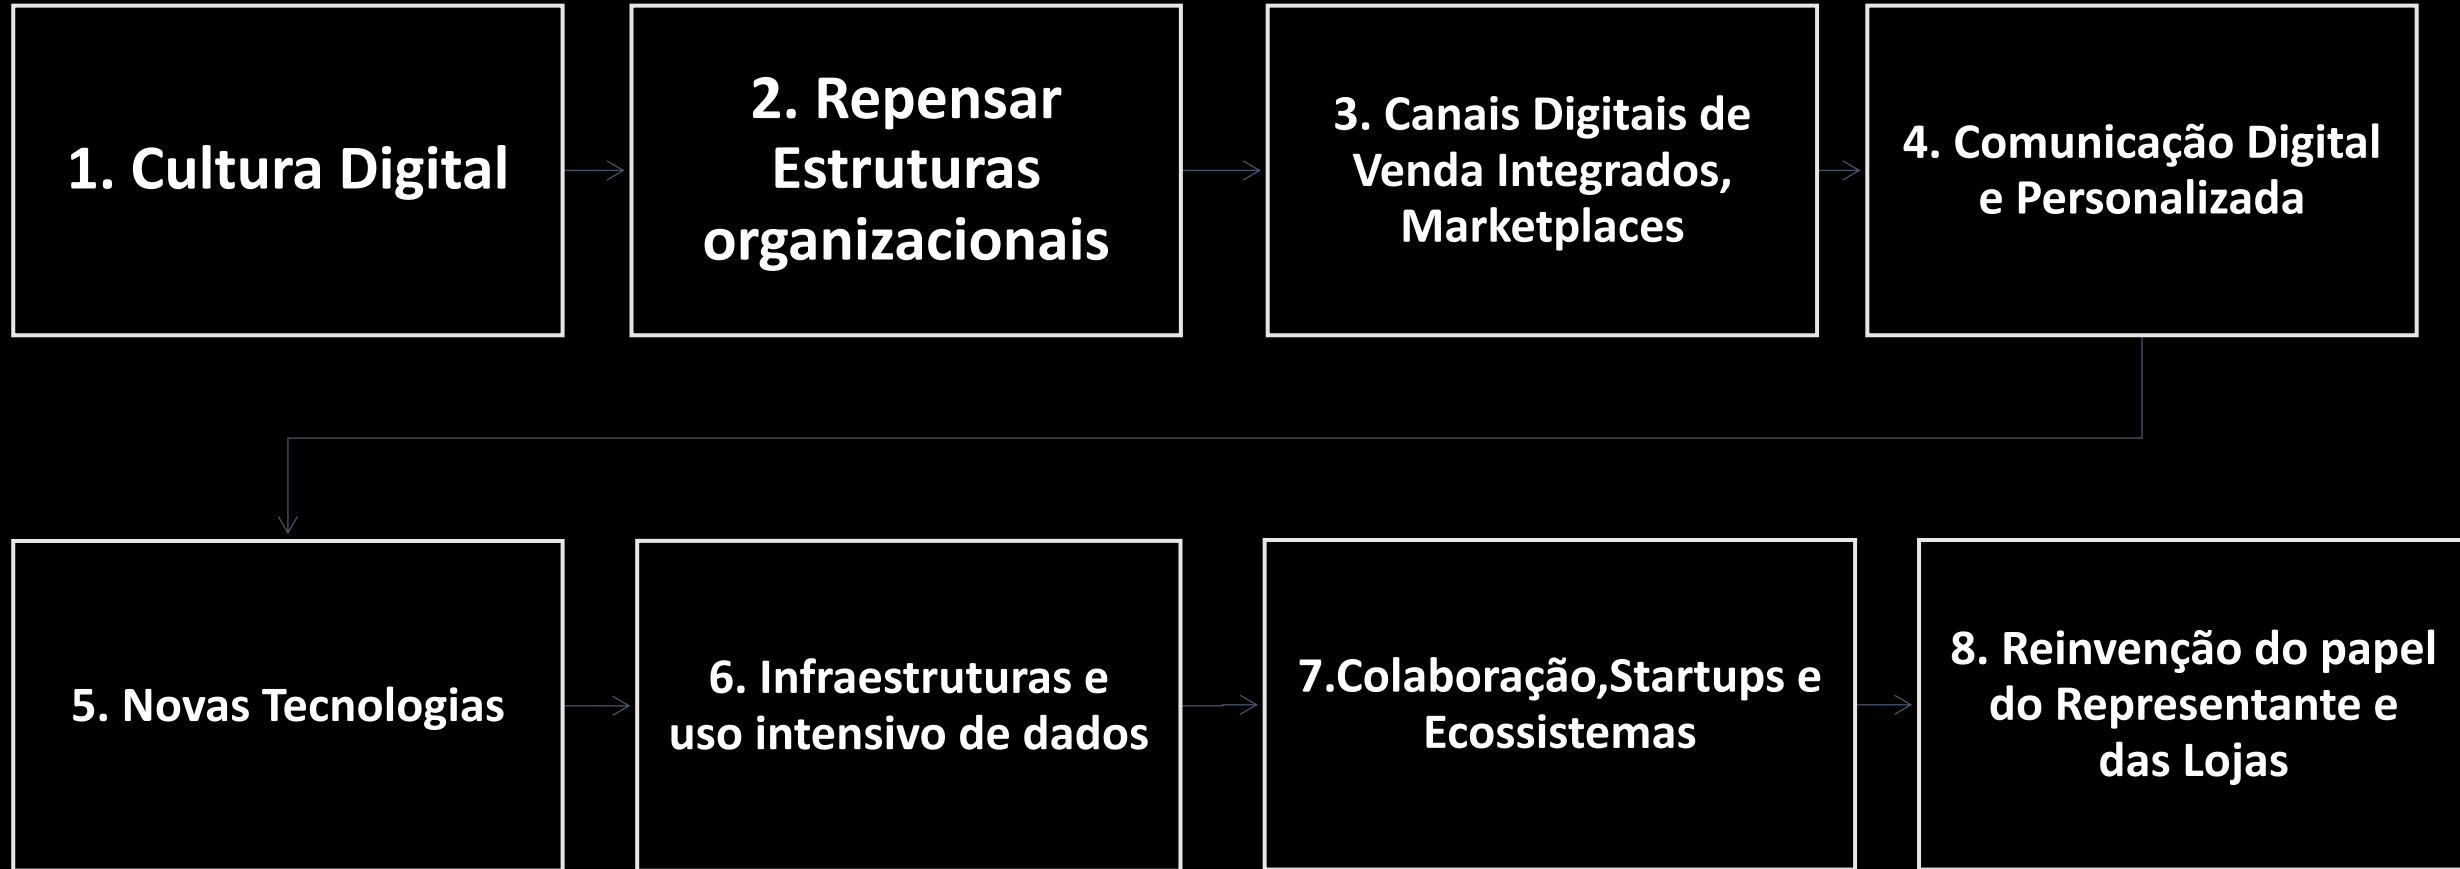 1. Cultura Digital
2. Repensar
Estruturas
organizacionais
3. Canais Digitais de
Venda Integrados,
Marketplaces
4. Comunicação Digital
e Personalizada
5. Novas Tecnologias
6. Infraestruturas e
uso intensivo de dados
7.Colaboração,Startups e
Ecossistemas
8. Reinvenção do papel
do Representante e
das Lojas